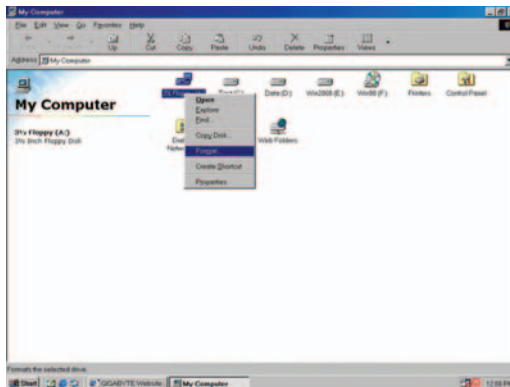 My Computer
File Edit View Go Favorites Help
Up Cut Copy Paste Undo Delete Properties Views
Address My Computer
My Computer
3½ Floppy (A:)
3½ Inch Floppy Disk
Data (D:) Win2000 (E:) Win98 (F:) Printers Control Panel
Web Folders
Open
Explore
Find...
Copy Disk...
Format...
Create Shortcut
Properties
Formats the selected drive.
Start GIGABYTE Website My Computer